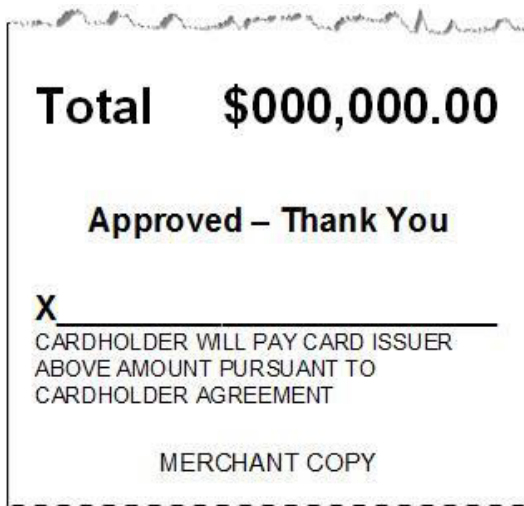 Total $000,000.00
Approved – Thank You
X
CARDHOLDER WILL PAY CARD ISSUER
ABOVE AMOUNT PURSUANT TO
CARDHOLDER AGREEMENT
MERCHANT COPY